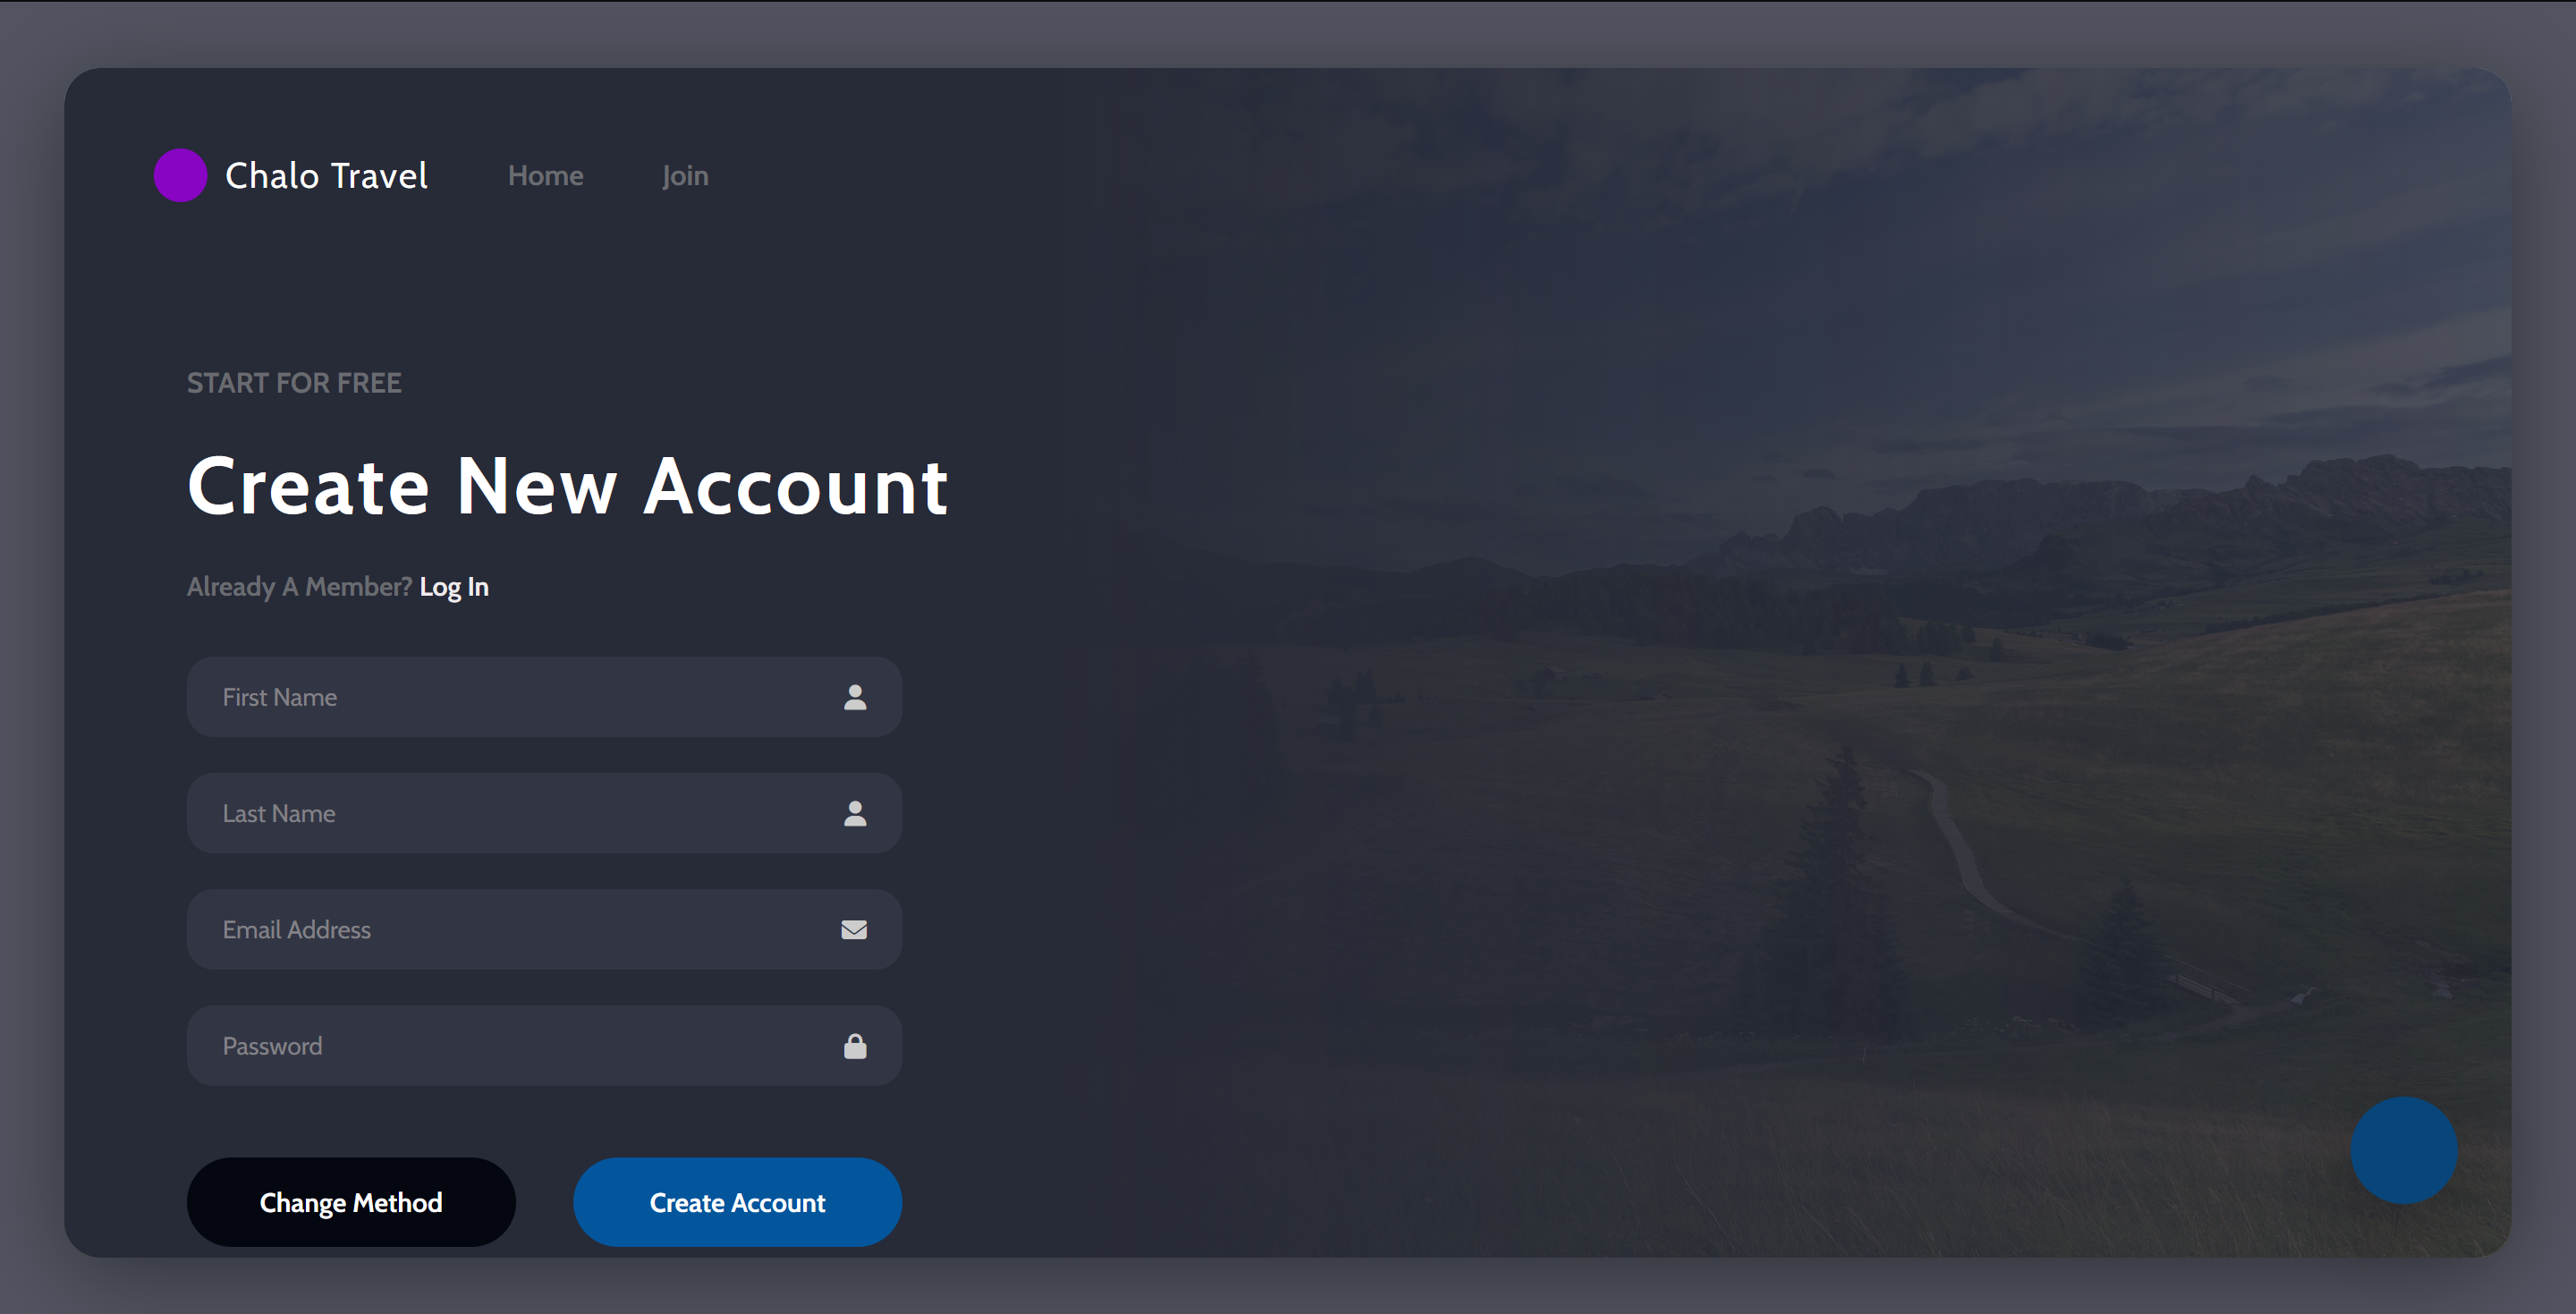 Chalo Travel Home Join
START FOR FREE
Create New Account
Already A Member? Log In
First Name
Last Name
Email Address
Password
Change Method Create Account